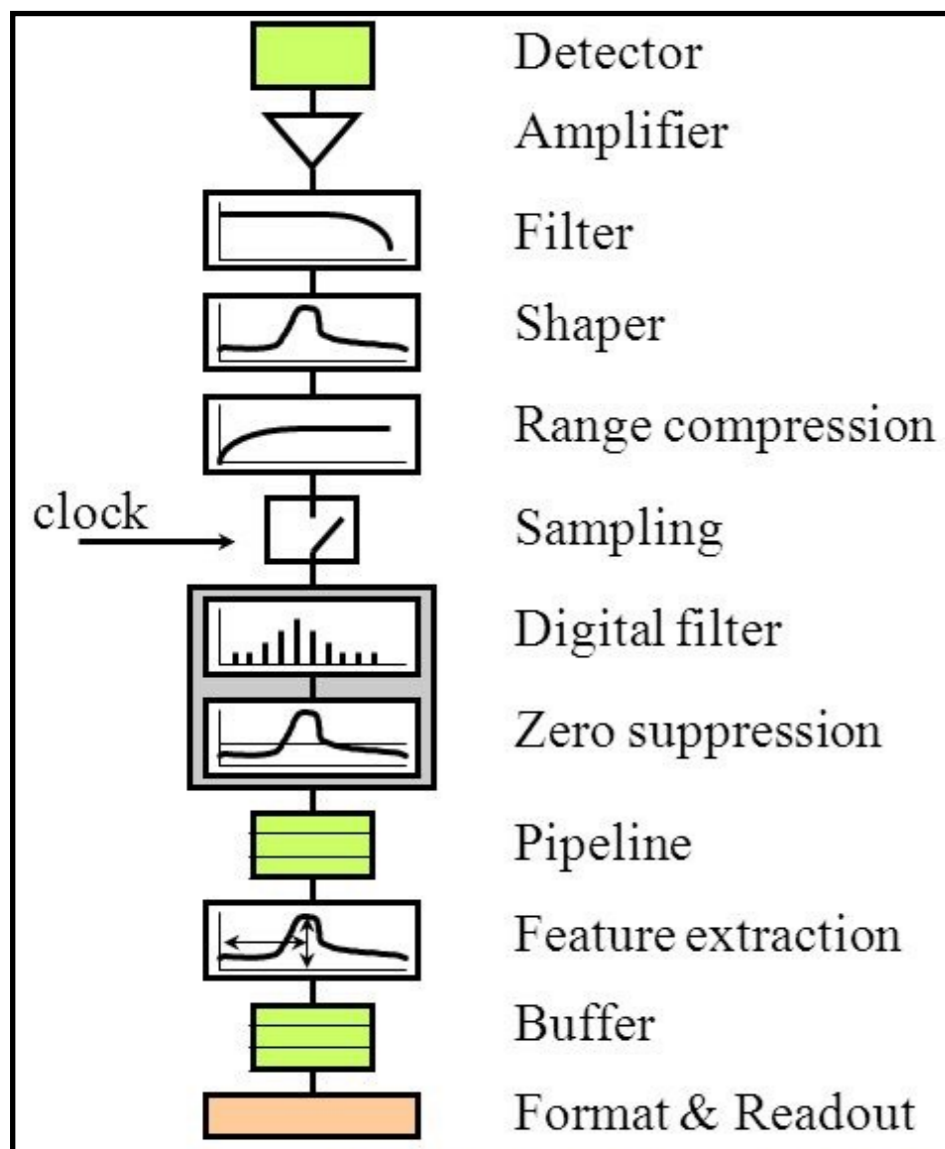 Detector
Amplifier
Filter
Shaper
Range compression
clock
Sampling
Digital filter
Zero suppression
Pipeline
Feature extraction
Buffer
Format & Readout